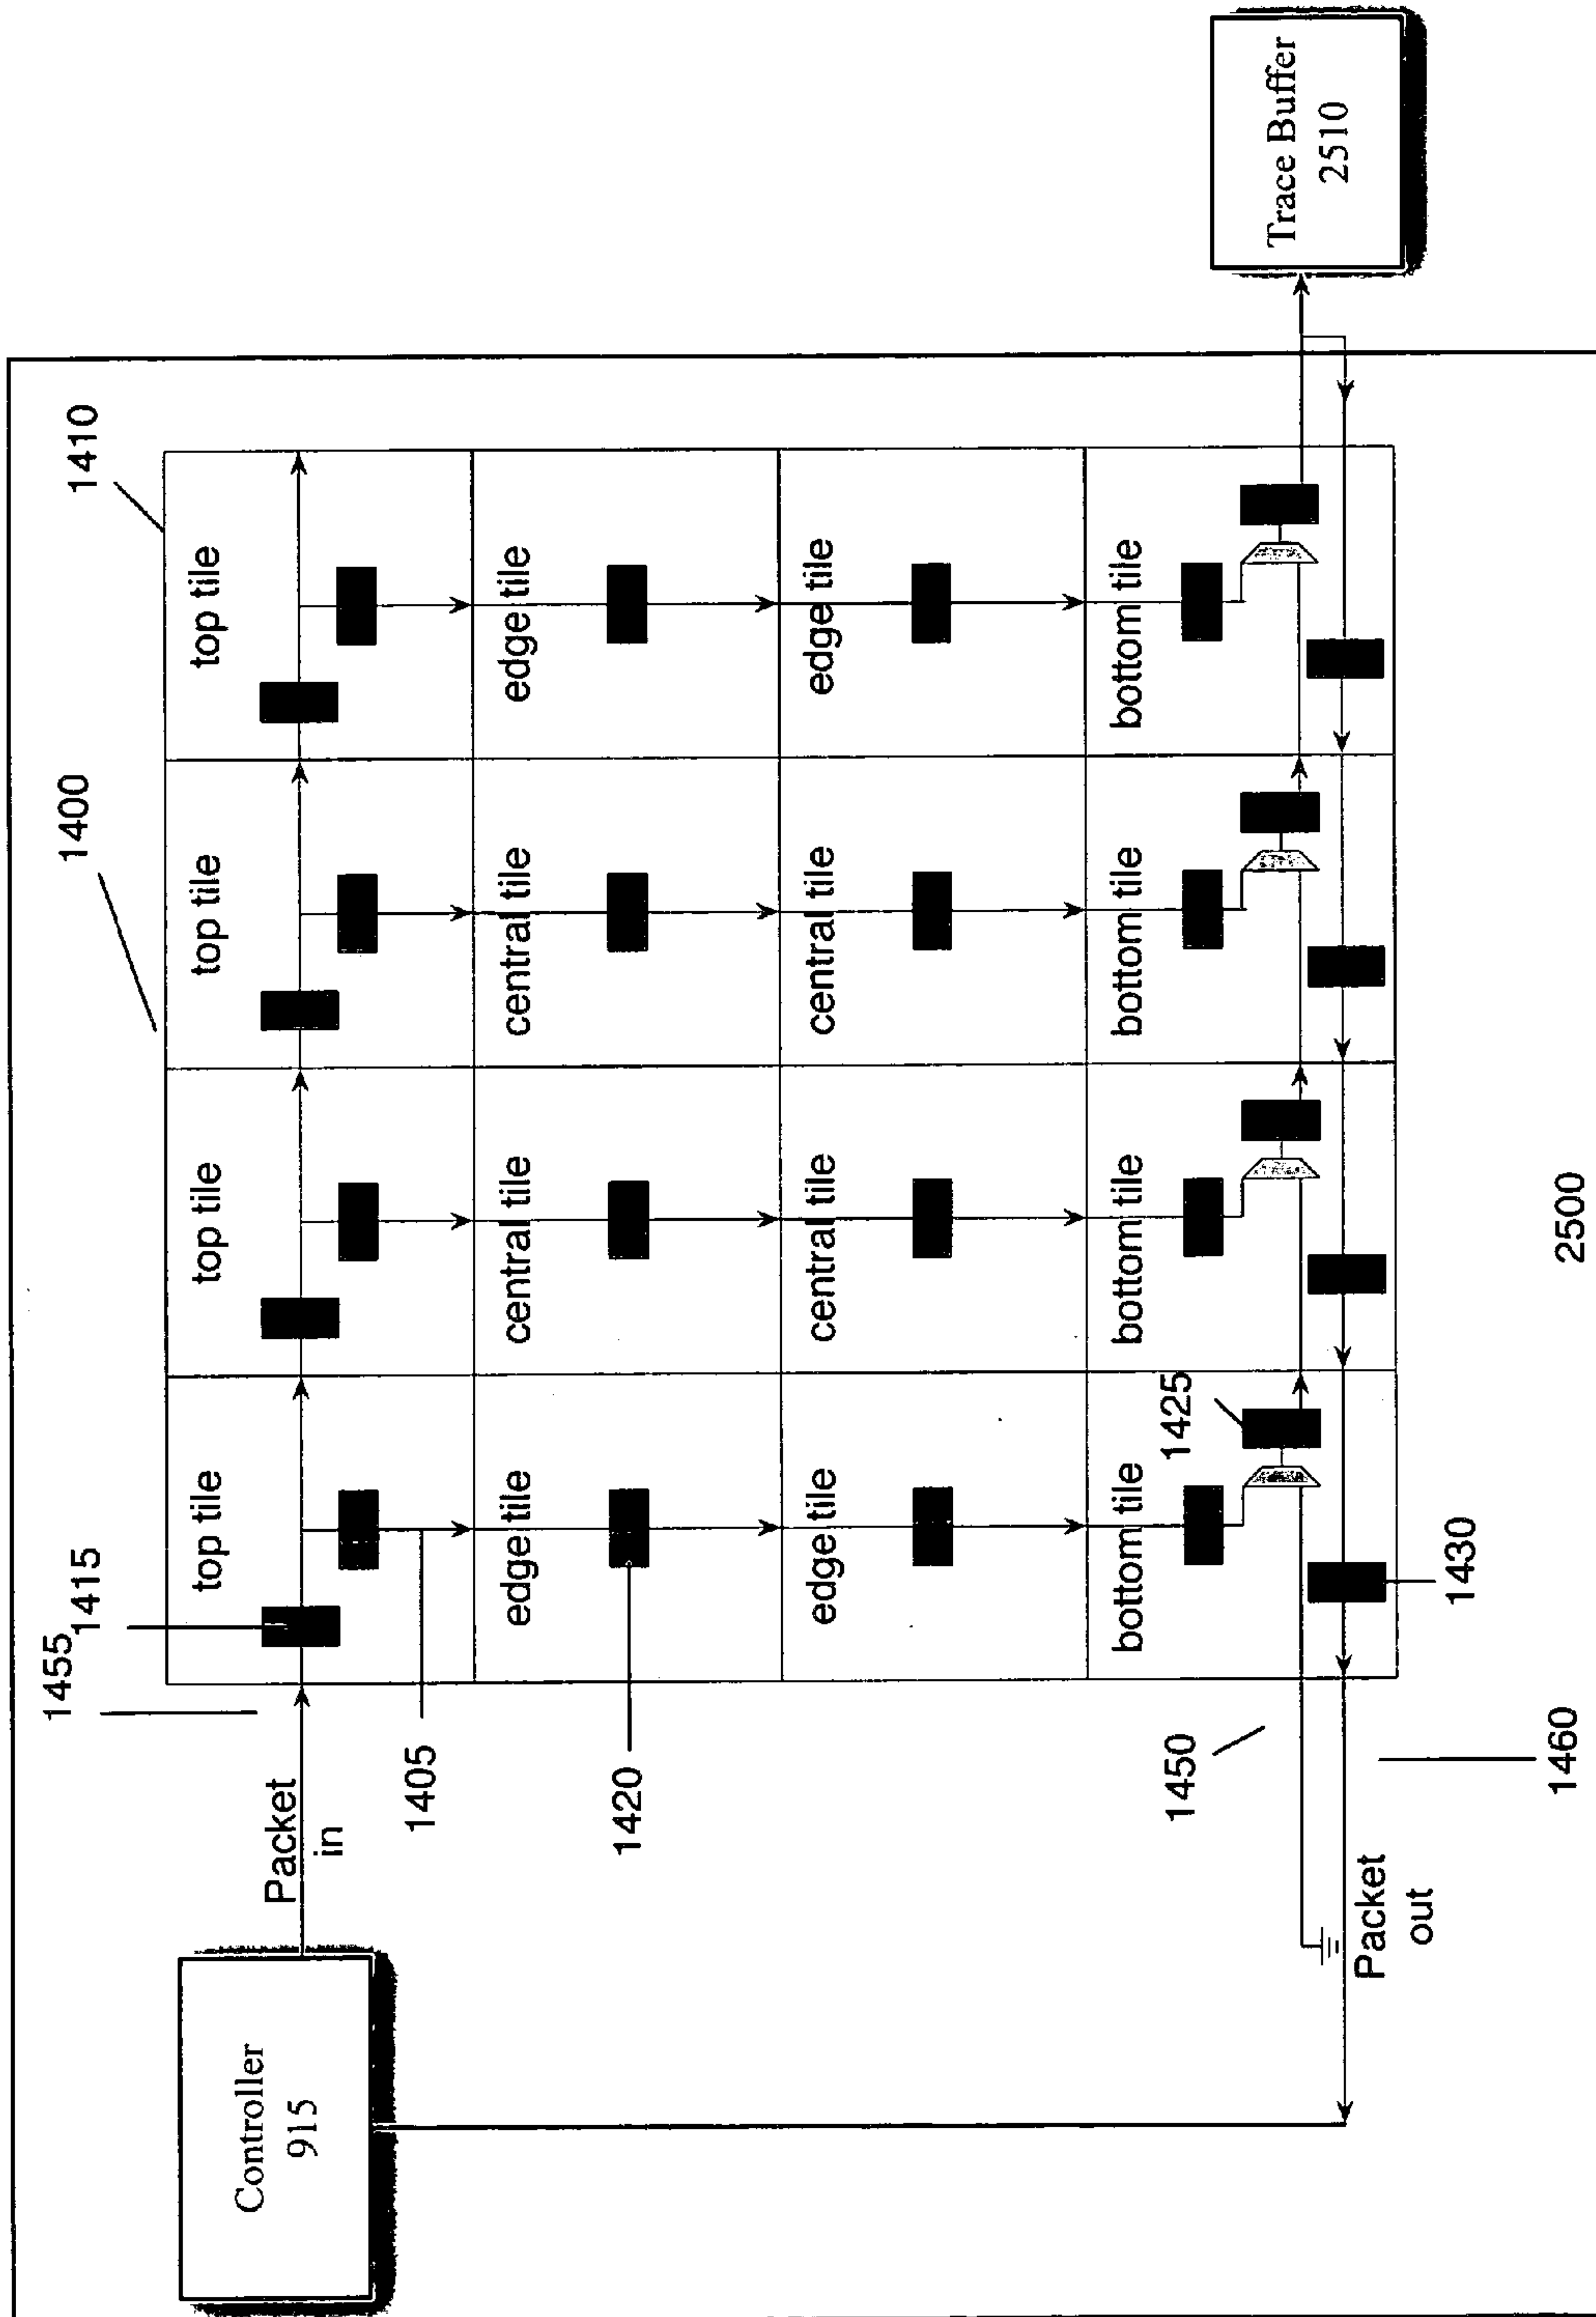 1455
1415
1400
1410
top tile
top tile
top tile
top tile
Controller
915
Packet
in
1405
edge tile
central tile
central tile
edge tile
1420
edge tile
central tile
central tile
edge tile
bottom tile
bottom tile
bottom tile
bottom tile
1425
1450
Trace Buffer
2510
Packet
out
1430
1460
2500